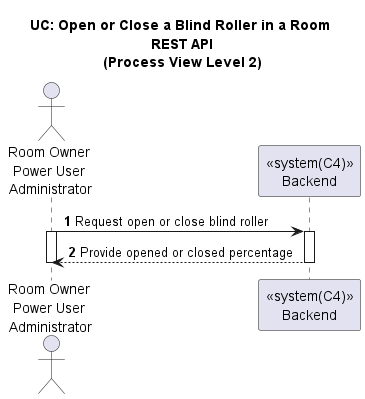 UC: Open or Close a Blind Roller in a Room
REST API
(Process View Level 2)
Room Owner
Power User
Administrator
«system(C4)»
Backend
1 Request open or close blind roller
2 Provide opened or closed percentage
Room Owner
Power User
Administrator
«system(C4)»
Backend